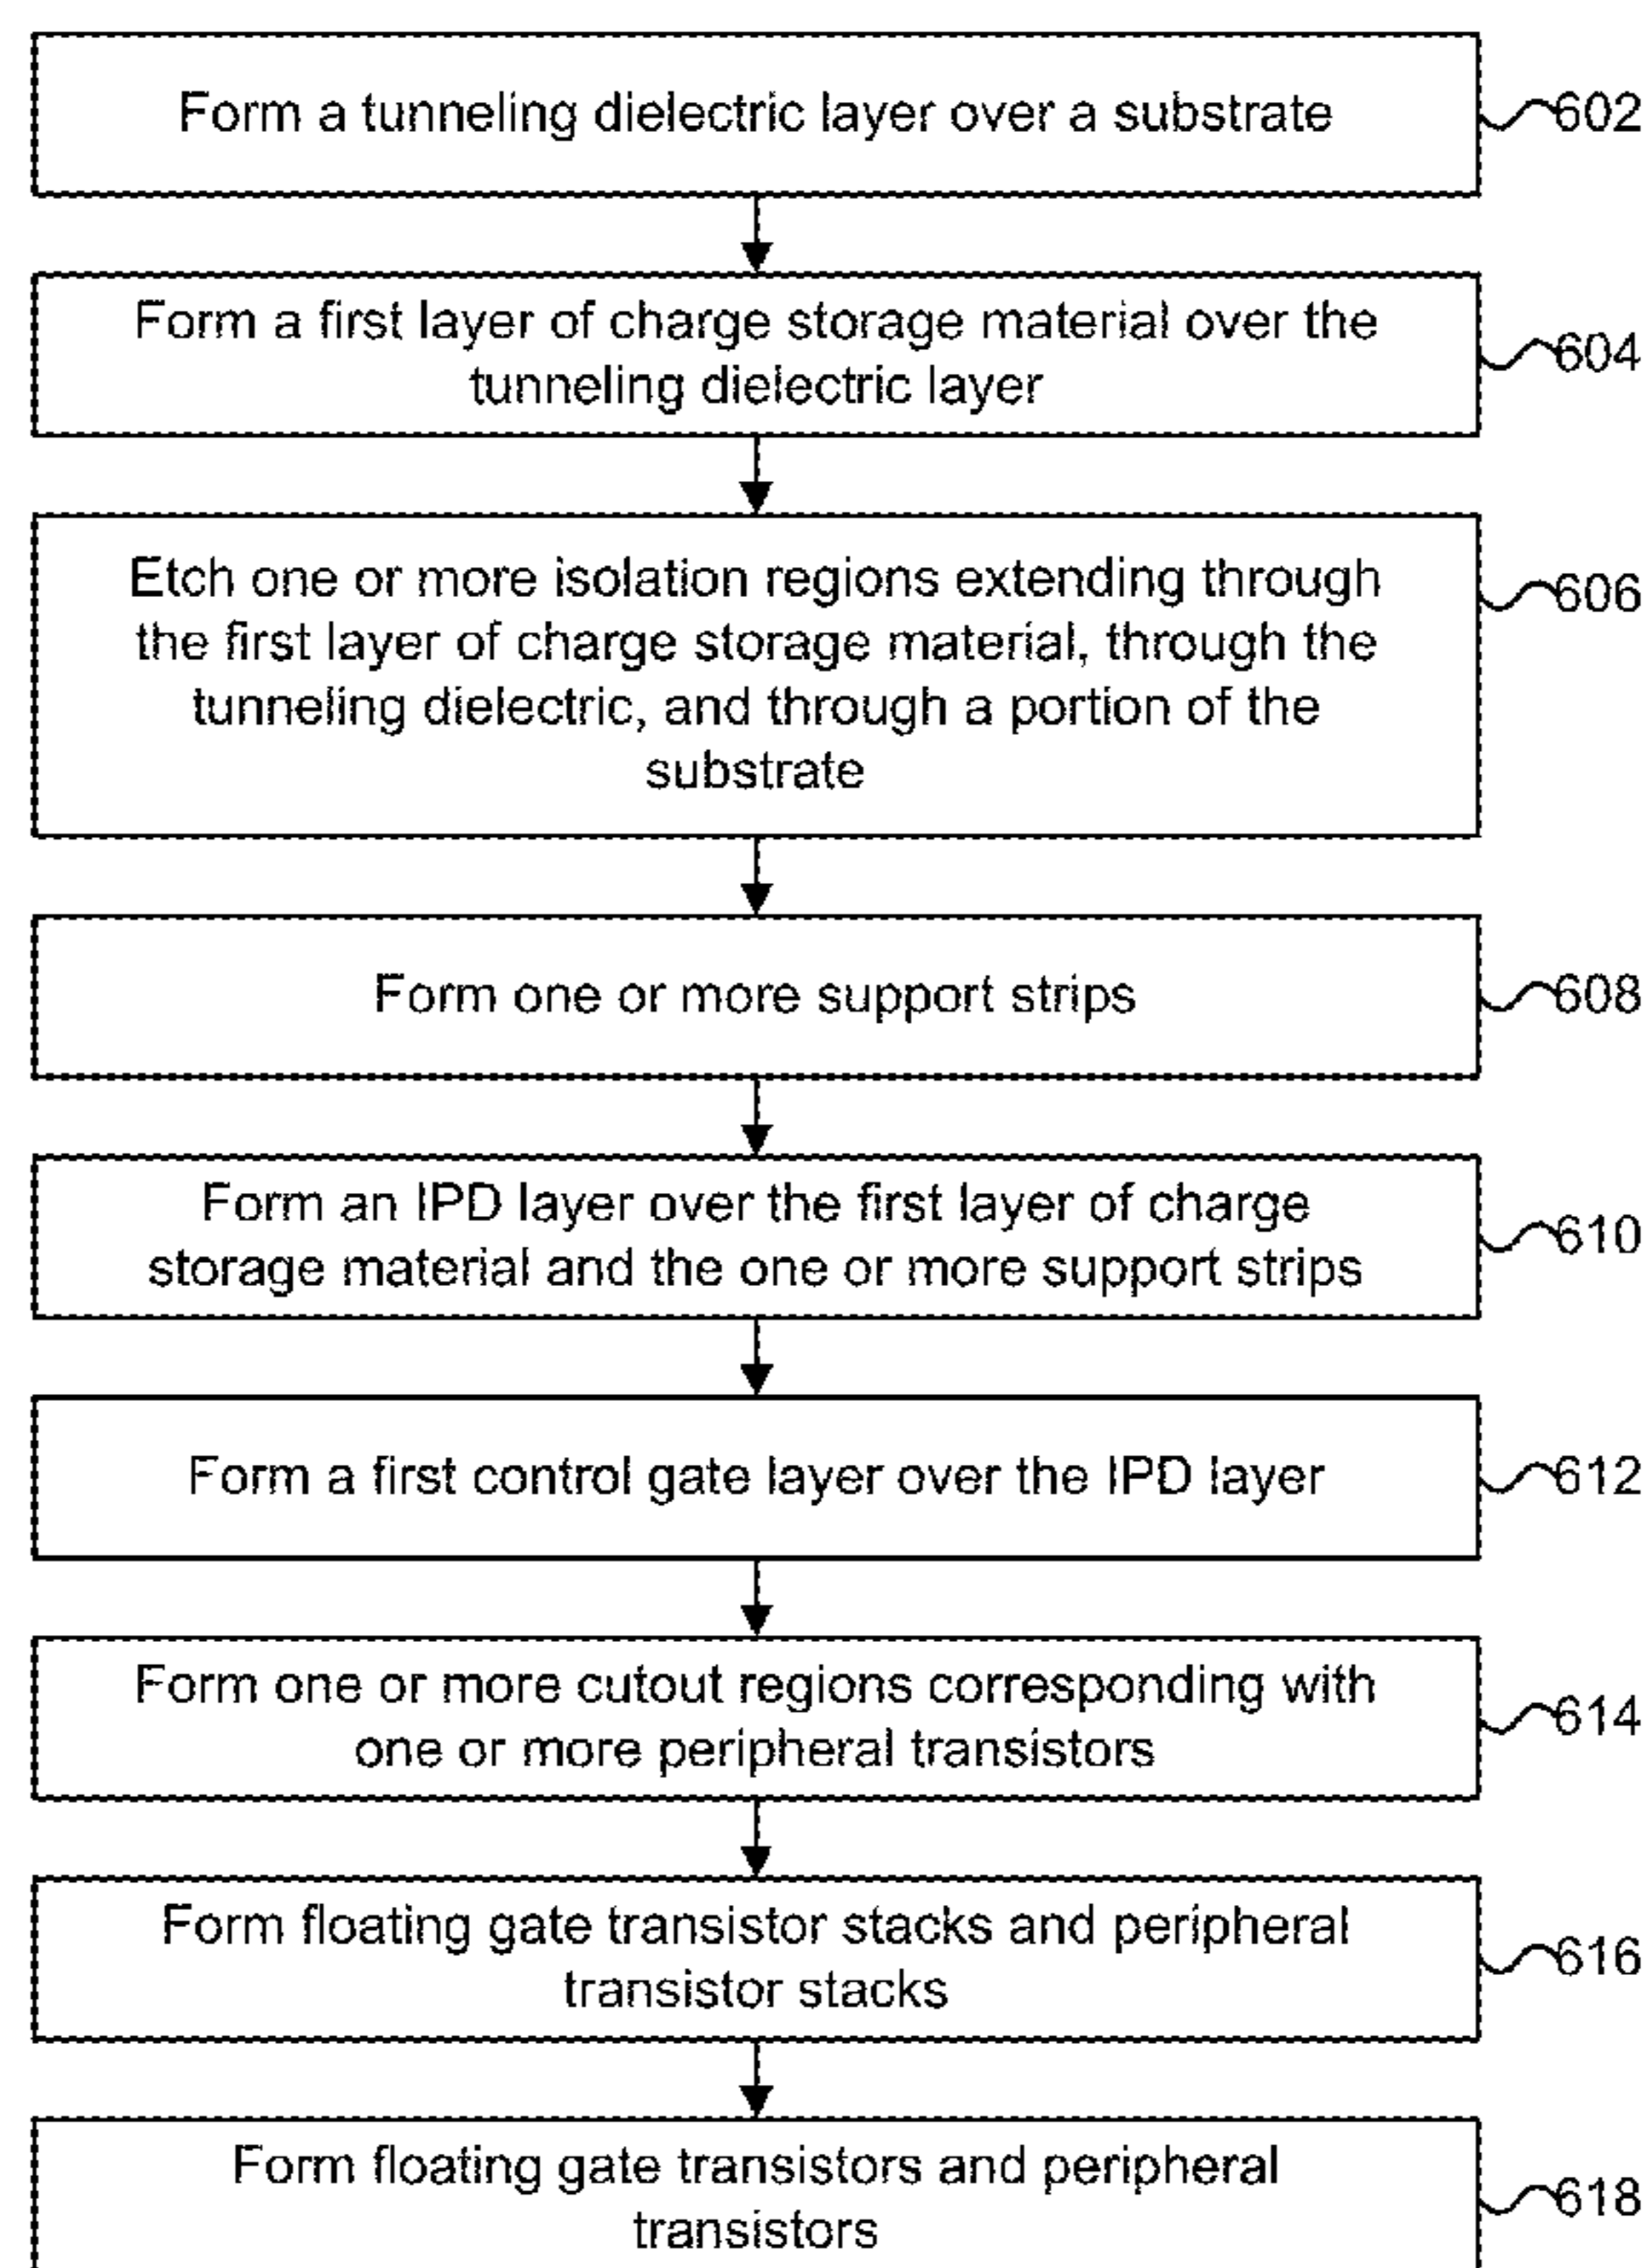 Form a tunneling dielectric layer over a substrate
602
Form a first layer of charge storage material over the
tunneling dielectric layer
604
Etch one or more isolation regions extending through
the first layer of charge storage material, through the
tunneling dielectric, and through a portion of the
substrate
606
Form one or more support strips
608
Form an IPD layer over the first layer of charge
storage material and the one or more support strips
610
Form a first control gate layer over the IPD layer
612
Form one or more cutout regions corresponding with
one or more peripheral transistors
614
Form floating gate transistor stacks and peripheral
transistor stacks
616
Form floating gate transistors and peripheral
transistors
618